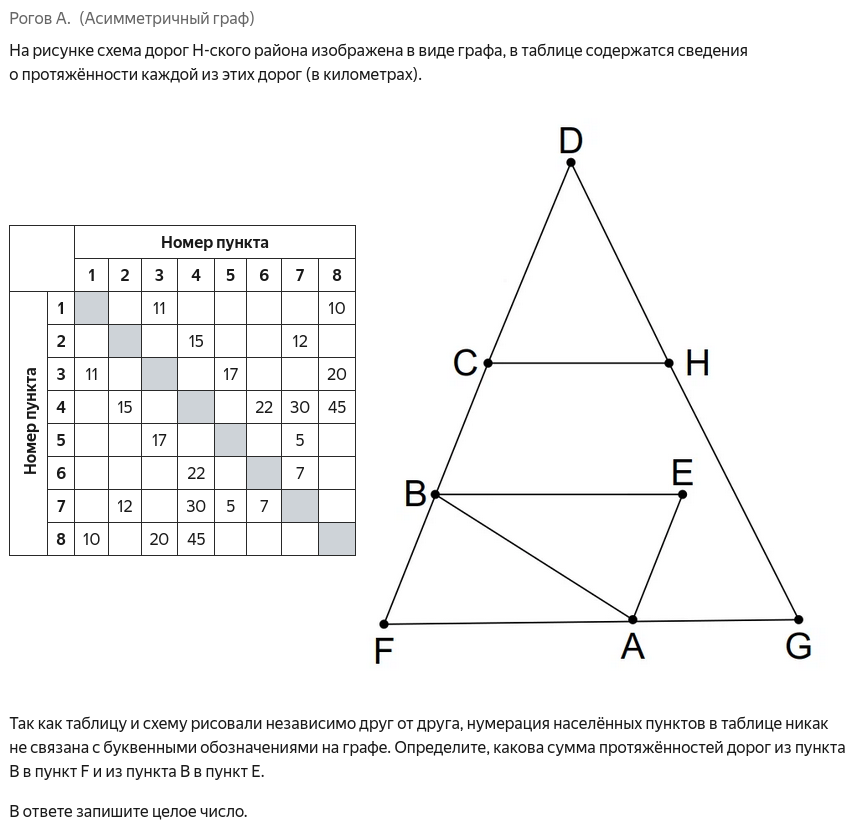 Рогов А. (Асимметричный граф)
На рисунке схема дорог Н-ского района изображена в виде графа, в таблице содержатся сведения
о протяжённости каждой из этих дорог (в километрах).
Номер пункта
1 2 3 4 5 6 7 8
Номер пункта
1 11 10
2 15 12
3 11 17 20
4 15 22 30 45
5 17 5
6 22 7
7 12 30 5 7
8 10 20 45
D
C H
B E
F A G
Так как таблицу и схему рисовали независимо друг от друга, нумерация населённых пунктов в таблице никак
не связана с буквенными обозначениями на графе. Определите, какова сумма протяжённостей дорог из пункта
B в пункт F и из пункта B в пункт E.
В ответе запишите целое число.